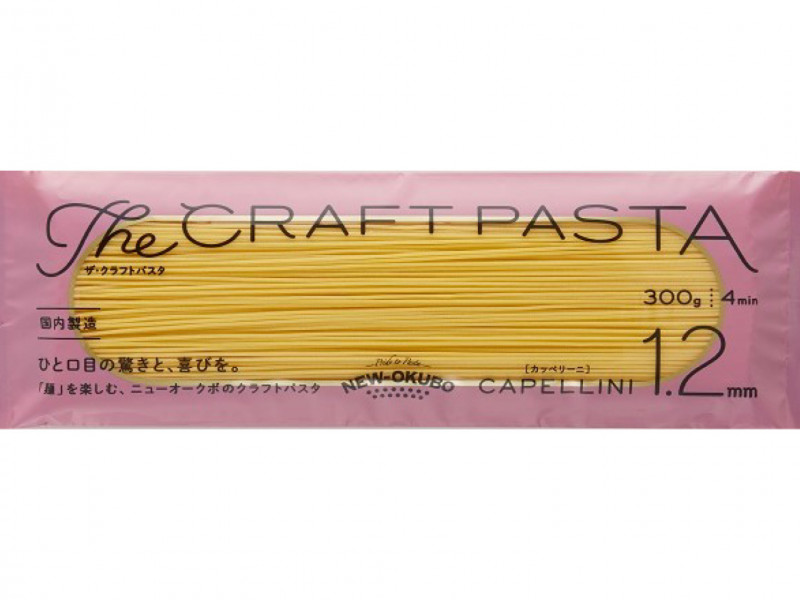 The CRAFT PASTA
ザ・クラフトパスタ
300g 4min
国内製造
1.2mm
ひと口目の驚きと、喜びを。
「麺」を楽しむ、ニューオークボのクラフトパスタ
Pride to Pasta
NEW-OKUBO
[カッペリーニ]
CAPELLINI